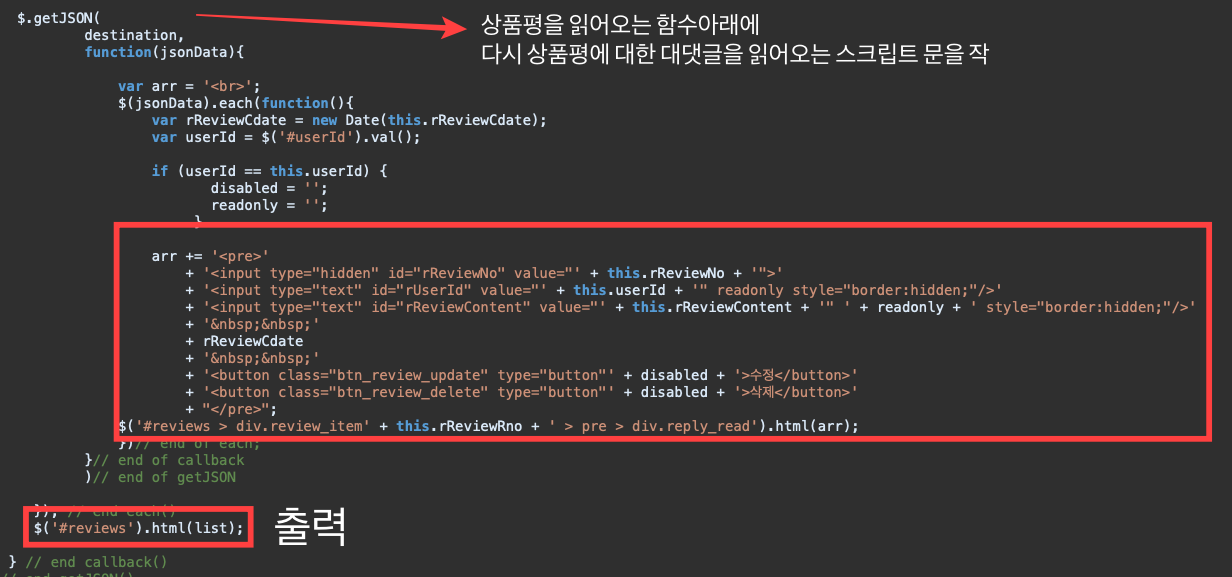 $.getJSON(
상품평을 읽어오는 함수아래에
destination,
function(jsonData){
다시 상품평에 대한 대댓글을 읽어오는 스크립트 문을 작
var arr = '<br>';
$(jsonData).each(function(){
var rReviewCdate = new Date(this.rReviewCdate);
var userId = $('#userId').val();
if (userId == this.userId) {
disabled = '';
readonly = '';
}
arr += '<pre>'
+ '<input type="hidden" id="rReviewNo" value="' + this.rReviewNo + '">'
+ '<input type="text" id="rUserId" value="' + this.userId + '" readonly style="border:hidden;"/>'
+ '<input type="text" id="rReviewContent" value="' + this.rReviewContent + '" ' + readonly + ' style="border:hidden;"/>'
+ '&nbsp;&nbsp;'
+ rReviewCdate
+ '&nbsp;&nbsp;'
+ '<button class="btn_review_update" type="button"' + disabled + '>수정</button>'
+ '<button class="btn_review_delete" type="button"' + disabled + '>삭제</button>'
+ "</pre>";
$('#reviews > div.review_item' + this.rReviewRno + ' > pre > div.reply_read').html(arr);
})// end of each;
}// end of callback
)// end of getJSON
}); // end each()
$('#reviews').html(list);
출력
} // end callback()
// end getJSON()